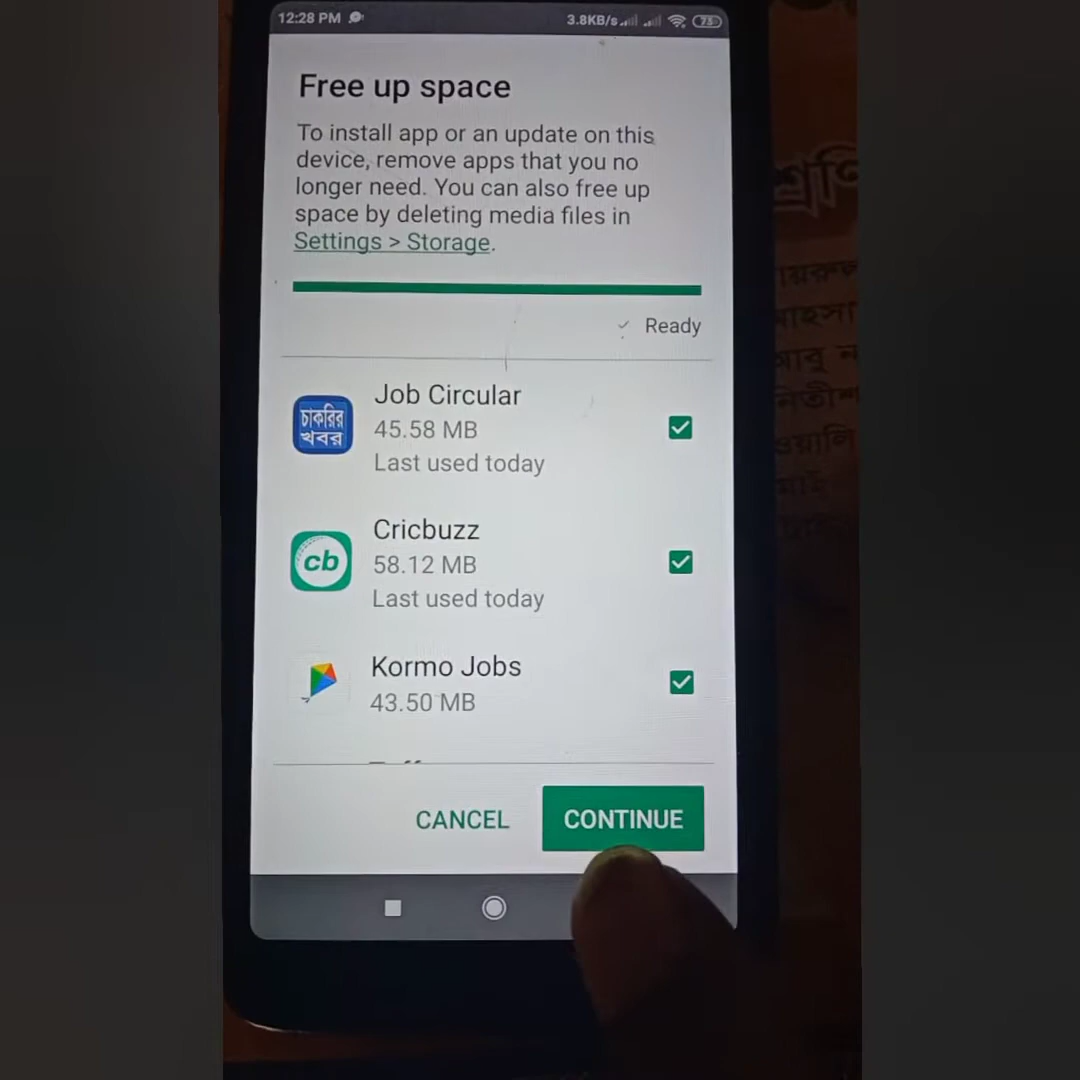 12:28 PM
3.8KB/s
75
Free up space
To install app or an update on this
device, remove apps that you no
longer need. You can also free up
space by deleting media files in
Settings > Storage.
Ready
চাকরির
খবর
Job Circular
45.58 MB
Last used today
cb
Cricbuzz
58.12 MB
Last used today
Kormo Jobs
43.50 MB
CANCEL
CONTINUE